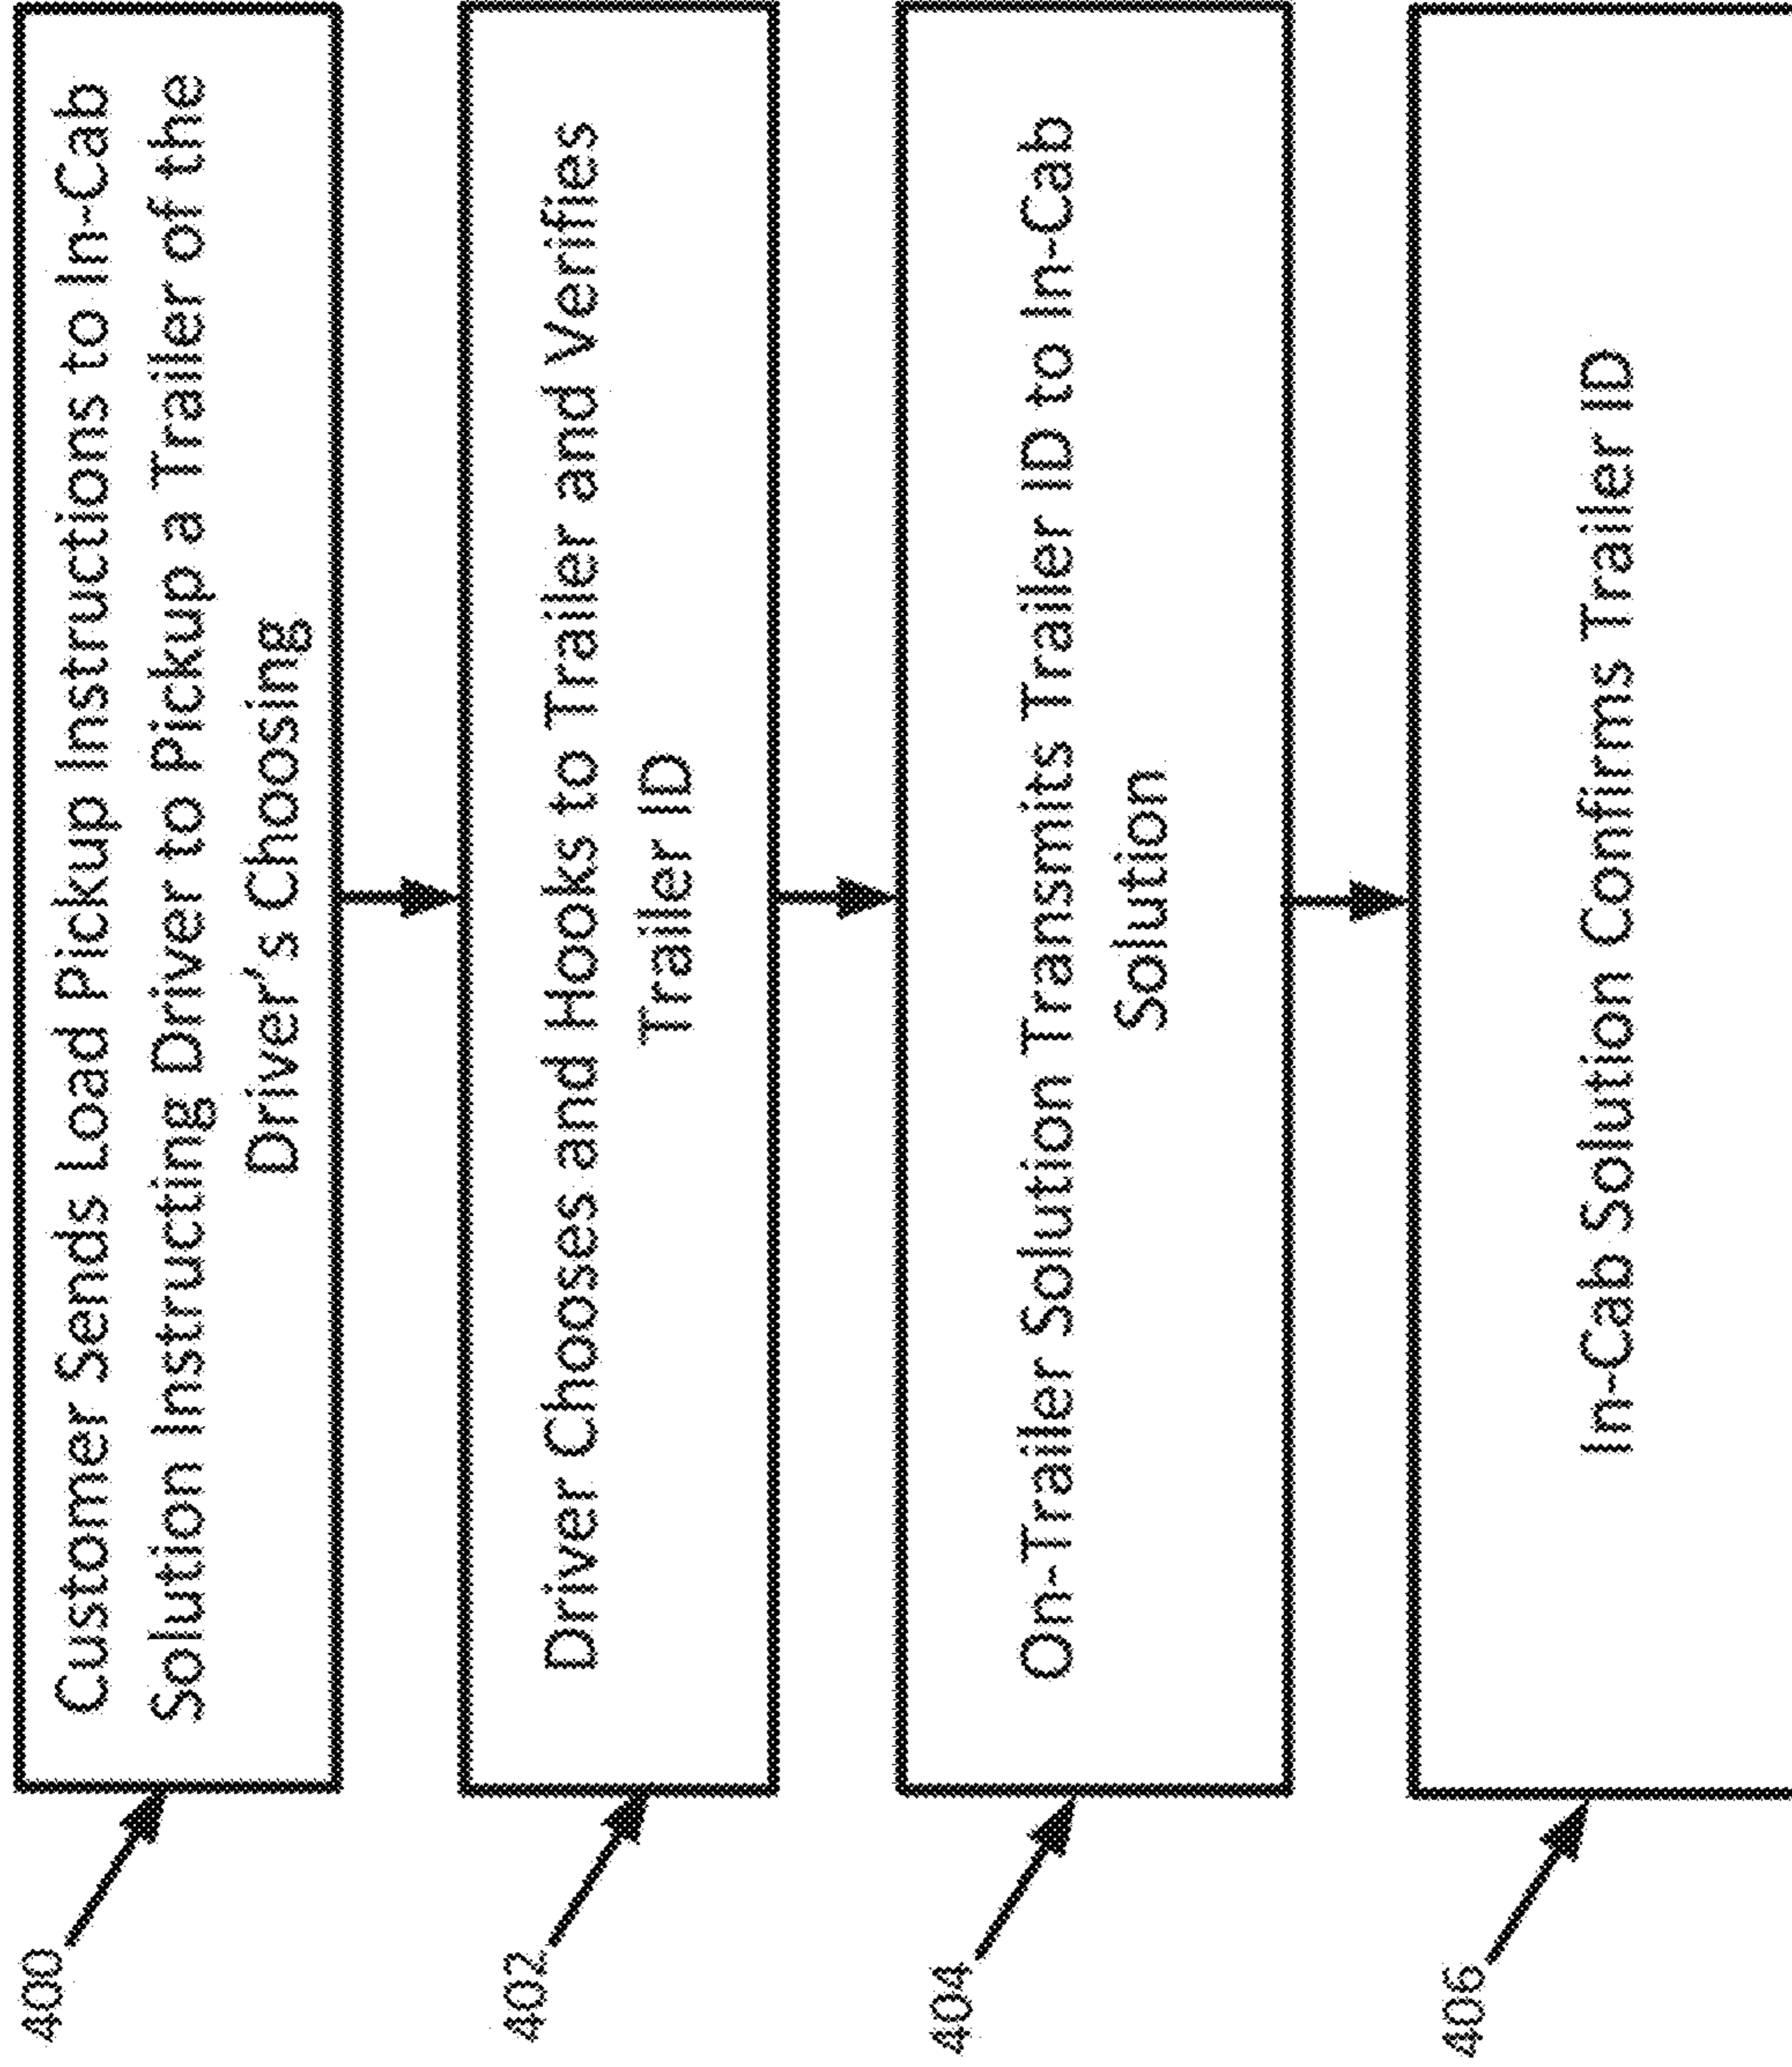 400
Customer Sends Load Pickup Instructions to In-Cab
Solution Instructing Driver to Pickup a Trailer of the
Driver's Choosing
402
Driver Chooses and Hooks to Trailer and Verifies
Trailer ID
404
On-Trailer Solution Transmits Trailer ID to In-Cab
Solution
406
In-Cab Solution Confirms Trailer ID